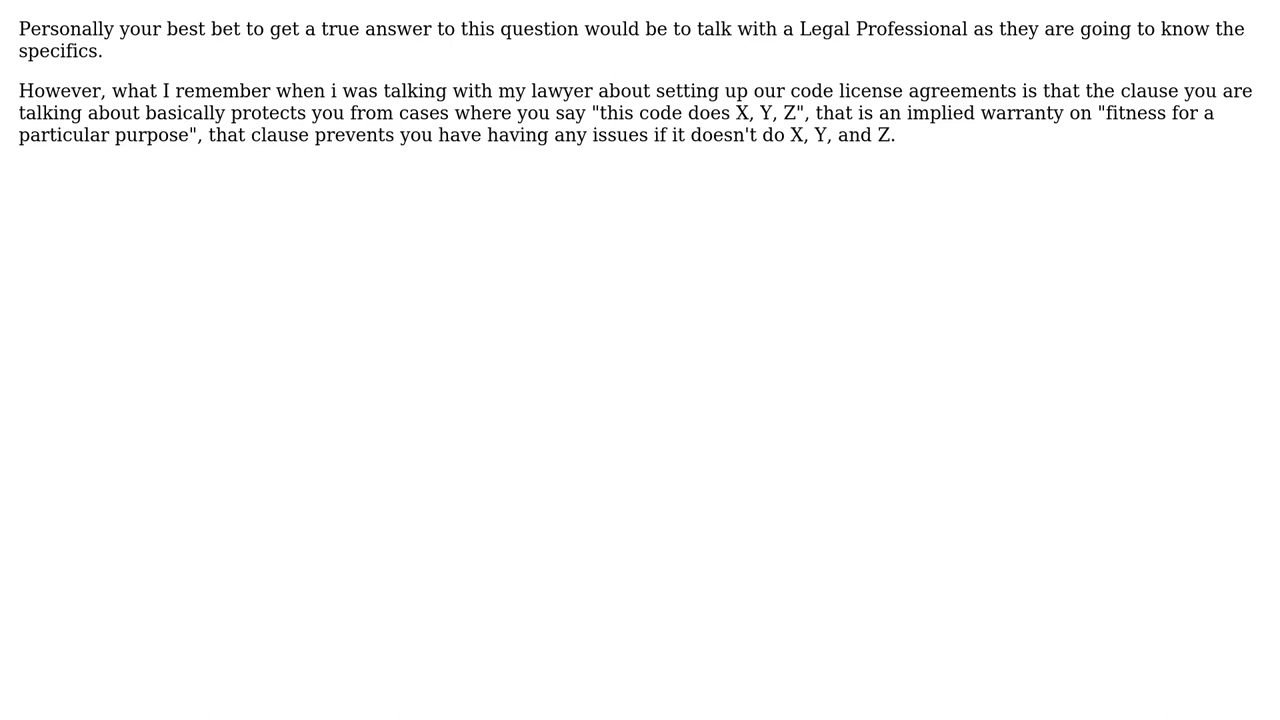 Personally your best bet to get a true answer to this question would be to talk with a Legal Professional as they are going to know the
specifics.
However, what I remember when i was talking with my lawyer about setting up our code license agreements is that the clause you are
talking about basically protects you from cases where you say "this code does X, Y, Z", that is an implied warranty on "fitness for a
particular purpose", that clause prevents you have having any issues if it doesn't do X, Y, and Z.